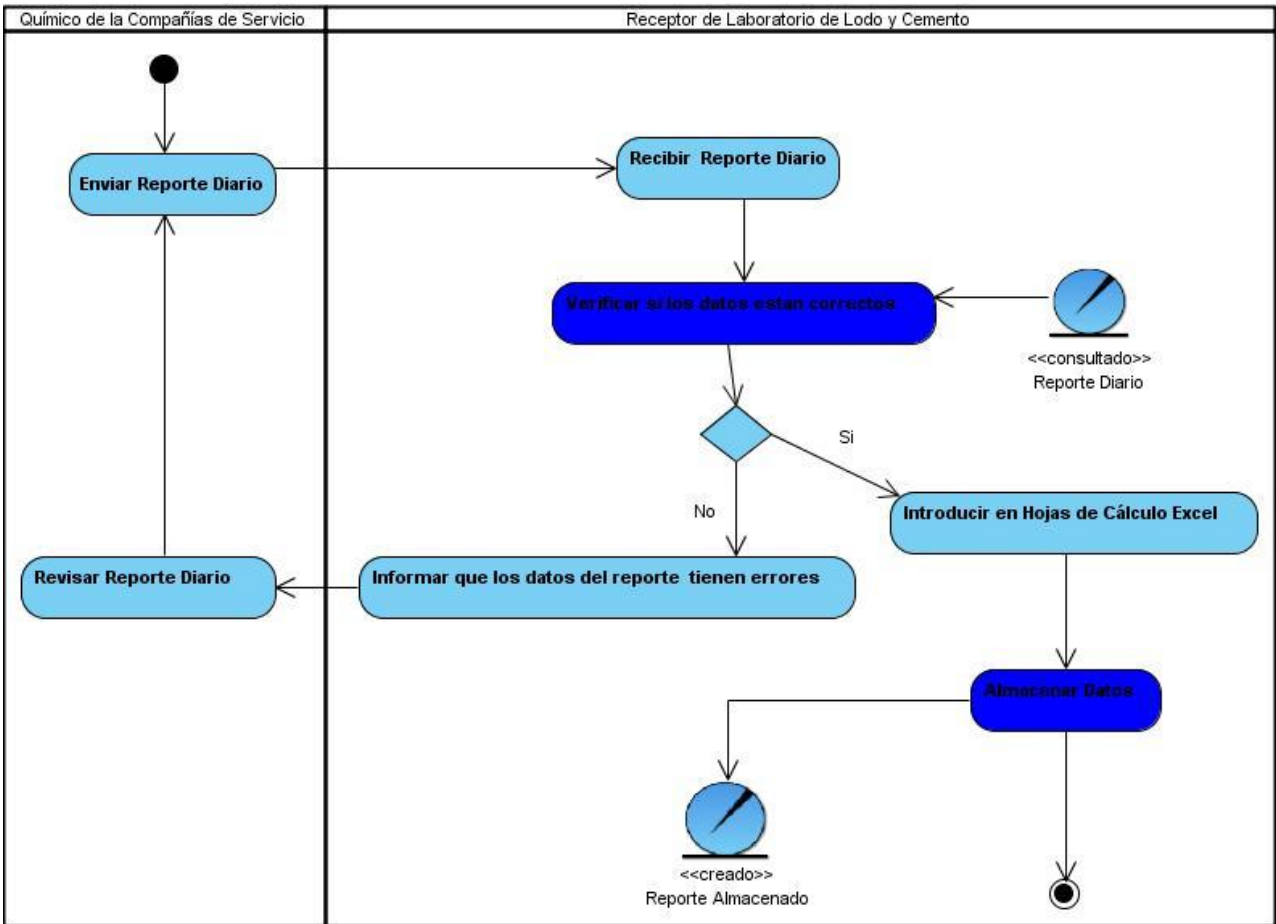 Químico de la Compañías de Servicio
Receptor de Laboratorio de Lodo y Cemento
Enviar Reporte Diario
Recibir Reporte Diario
Verificar si los datos estan correctos
<<consultado>>
Reporte Diario
Si
No
Introducir en Hojas de Cálculo Excel
Revisar Reporte Diario
Informar que los datos del reporte tienen errores
Almacenar Datos
<<creado>>
Reporte Almacenado